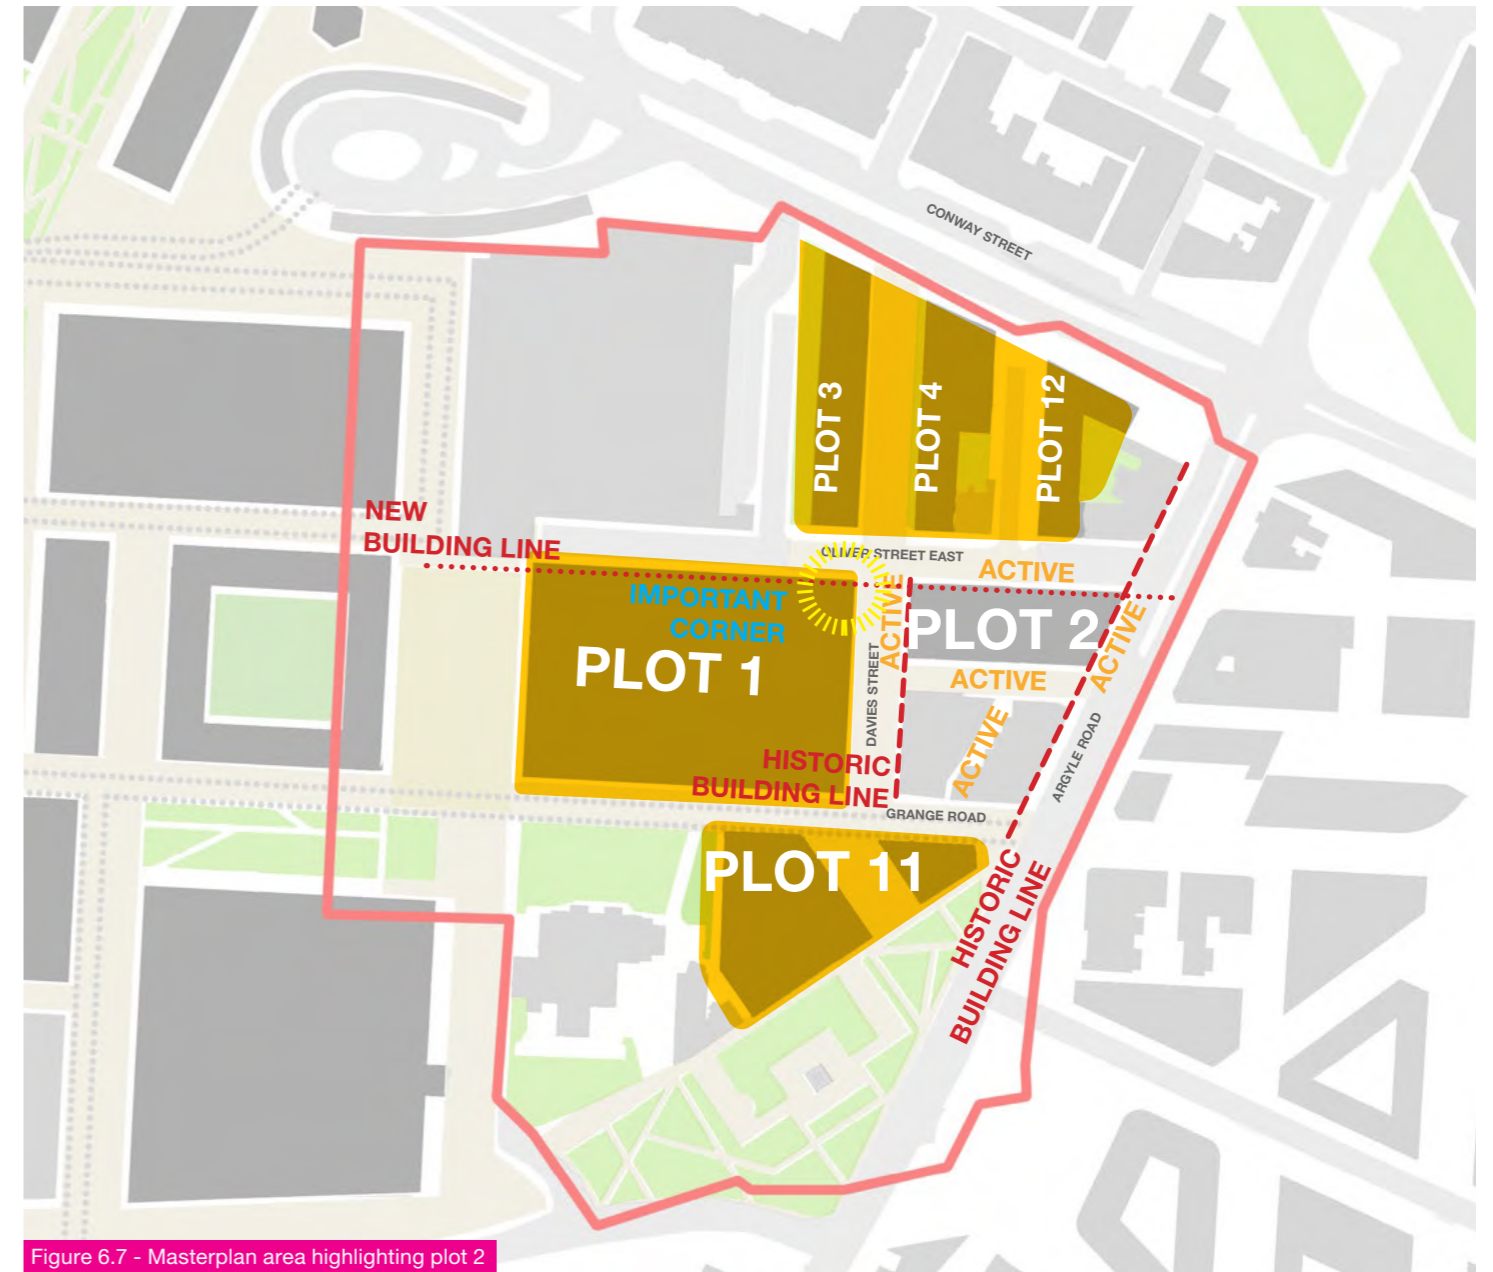 CONWAY STREET
PLOT 3
PLOT 4
PLOT 12
NEW
BUILDING LINE
OLIVER STREET EAST
ACTIVE
IMPORTANT
CORNER
ACTIVE
PLOT 2
ACTIVE
PLOT 1
ACTIVE
DAVIES STREET
ACTIVE
HISTORIC
BUILDING LINE
ARGYLE ROAD
GRANGE ROAD
PLOT 11
HISTORIC
BUILDING LINE
Figure 6.7 - Masterplan area highlighting plot 2